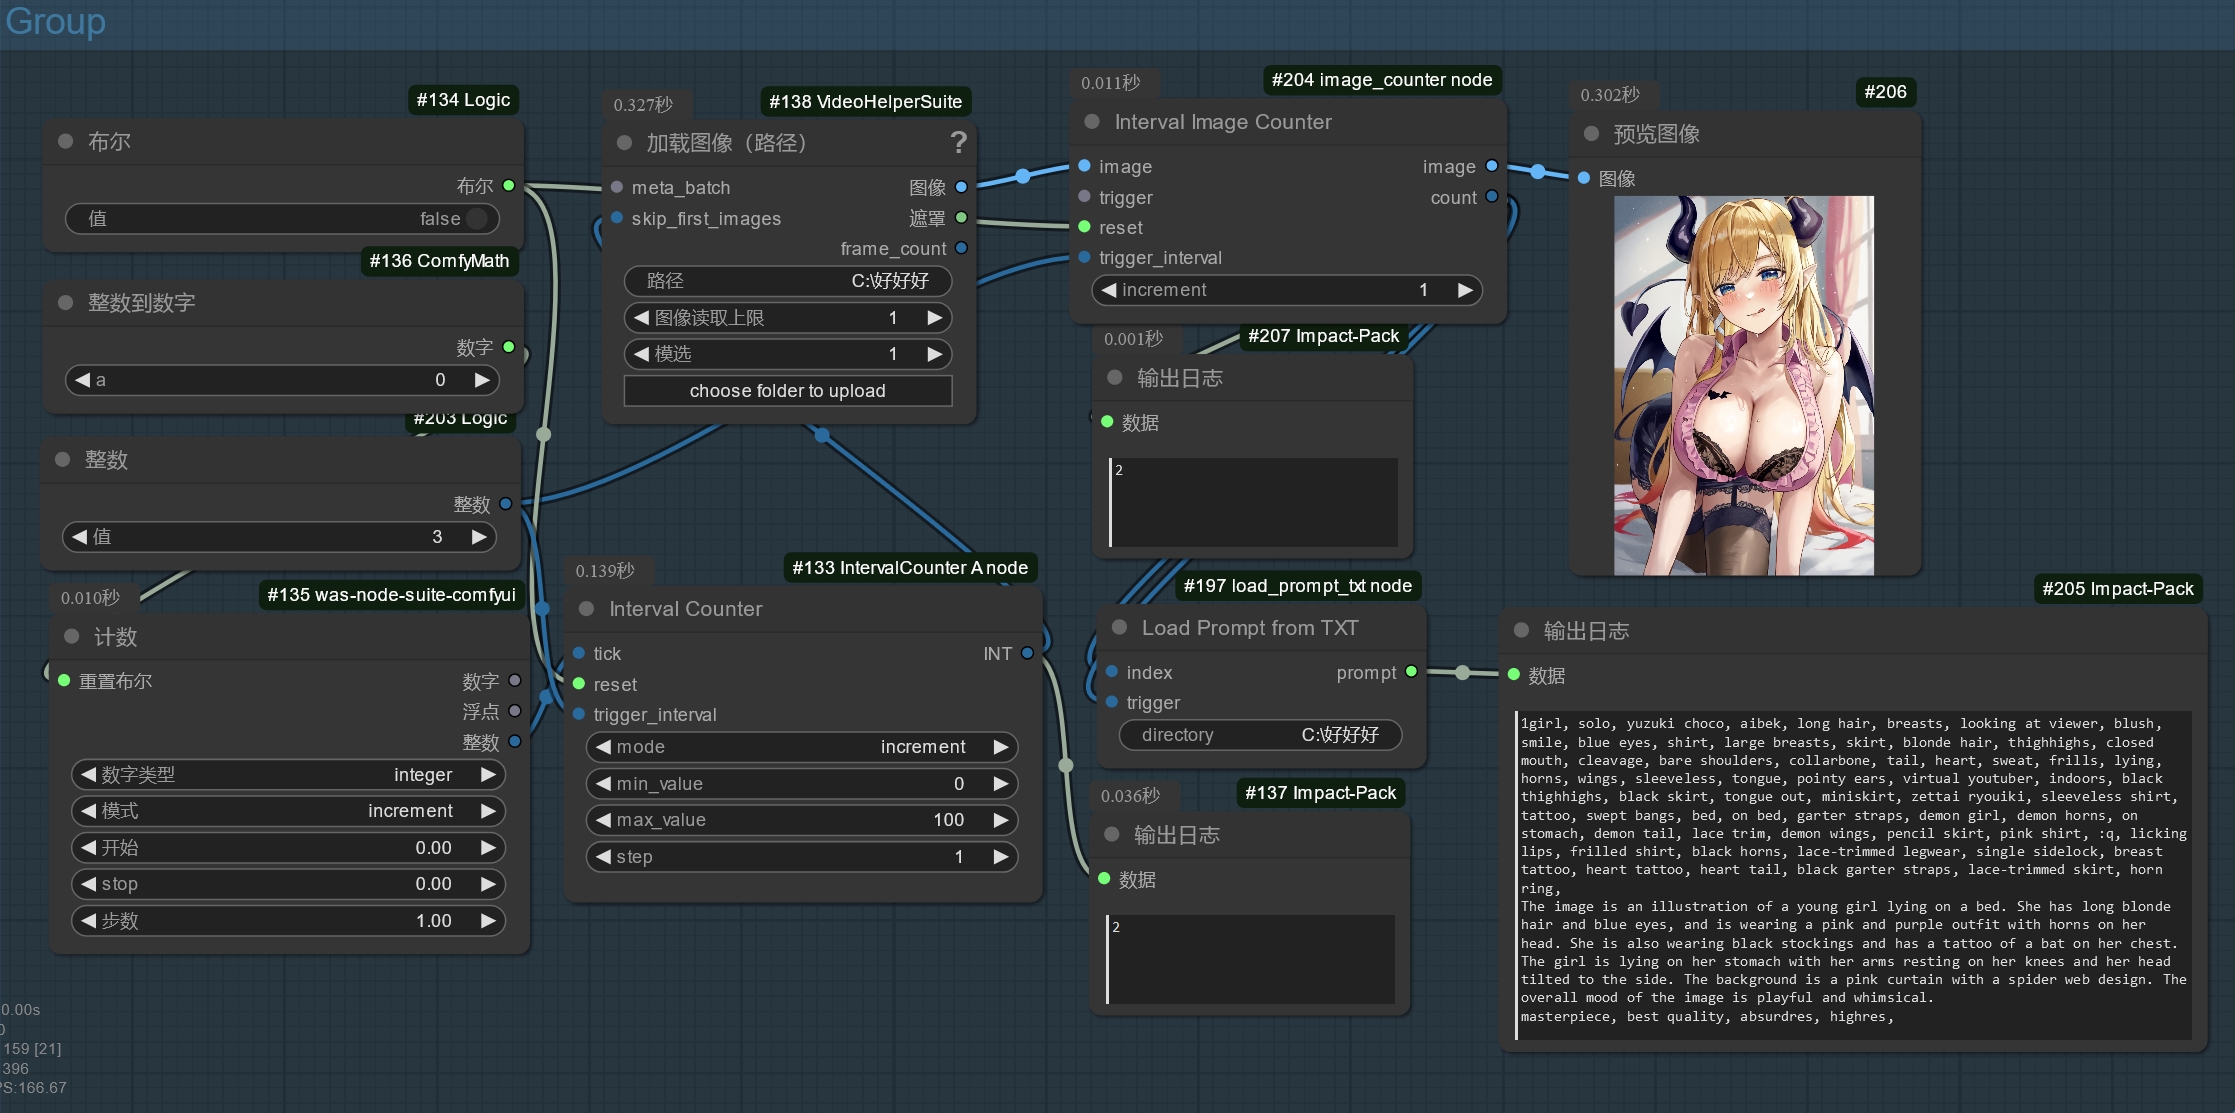 Group
#134 Logic
布尔
布尔
值 false
#136 ComfyMath
整数到数字
数字
a 0
#203 Logic
整数
整数
值 3
0.010秒
#135 was-node-suite-comfyui
计数
重置布尔 数字
浮点
整数
数字类型 integer
模式 increment
开始 0.00
stop 0.00
步数 1.00
0.327秒
#138 VideoHelperSuite
加载图像（路径） ?
meta_batch 图像
skip_first_images 遮罩
frame_count
路径 C:\好好好
图像读取上限 1
模选 1
choose folder to upload
0.139秒
#133 IntervalCounter A node
Interval Counter
tick INT
reset
trigger_interval
mode increment
min_value 0
max_value 100
step 1
0.011秒
#204 image_counter node
Interval Image Counter
image image
trigger count
reset
trigger_interval
increment 1
0.001秒
#207 Impact-Pack
输出日志
数据
2
#197 load_prompt_txt node
Load Prompt from TXT
index prompt
trigger
directory C:\好好好
0.036秒
#137 Impact-Pack
输出日志
数据
2
0.302秒
#206
预览图像
图像
#205 Impact-Pack
输出日志
数据
1girl, solo, yuzuki choco, aibek, long hair, breasts, looking at viewer, blush,
smile, blue eyes, shirt, large breasts, skirt, blonde hair, thighhighs, closed
mouth, cleavage, bare shoulders, collarbone, tail, heart, sweat, frills, lying,
horns, wings, sleeveless, tongue, pointy ears, virtual youtuber, indoors, black
thighhighs, black skirt, tongue out, miniskirt, zettai ryouiki, sleeveless shirt,
tattoo, swept bangs, bed, on bed, garter straps, demon girl, demon horns, on
stomach, demon tail, lace trim, demon wings, pencil skirt, pink shirt, :q, licking
lips, frilled shirt, black horns, lace-trimmed legwear, single sidelock, breast
tattoo, heart tattoo, heart tail, black garter straps, lace-trimmed skirt, horn
ring,
The image is an illustration of a young girl lying on a bed. She has long blonde
hair and blue eyes, and is wearing a pink and purple outfit with horns on her
head. She is also wearing black stockings and has a tattoo of a bat on her chest.
The girl is lying on her stomach with her arms resting on her knees and her head
tilted to the side. The background is a pink curtain with a spider web design. The
overall mood of the image is playful and whimsical.
masterpiece, best quality, absurdres, highres,
0.00s
0
159 [21]
396
PS:166.67